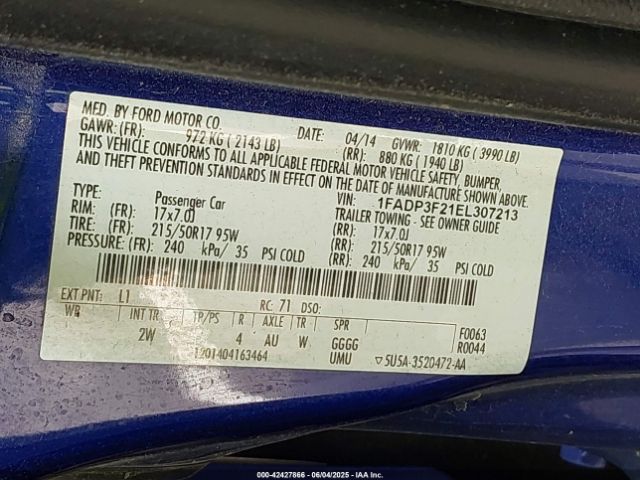 MFD. BY FORD MOTOR CO. DATE: 04/14 GVWR: 1810 KG ( 3990 LB)
GAWR: (FR): 972 KG ( 2143 LB) (RR): 880 KG ( 1940 LB)
THIS VEHICLE CONFORMS TO ALL APPLICABLE FEDERAL MOTOR VEHICLE SAFETY, BUMPER,
AND THEFT PREVENTION STANDARDS IN EFFECT ON THE DATE OF MANUFACTURE SHOWN ABOVE.
VIN: 1FADP3F21EL307213
TYPE: Passenger Car TRAILER TOWING - SEE OWNER GUIDE
RIM: (FR): 17x7.0J (RR): 17x7.0J
TIRE: (FR): 215/50R17 95W (RR): 215/50R17 95W
PRESSURE: (FR): 240 kPa/ 35 PSI COLD (RR): 240 kPa/ 35 PSI COLD
EXT PNT: L1 RC: 71 DSO:
WB INT TR TP/PS R AXLE TR SPR
2W 4 AU W GGGG F0063
UMU R0044
1201404163464 ▽5U5A-3520472-AA
000-42427866 - 06/04/2025 - IAAI.COM